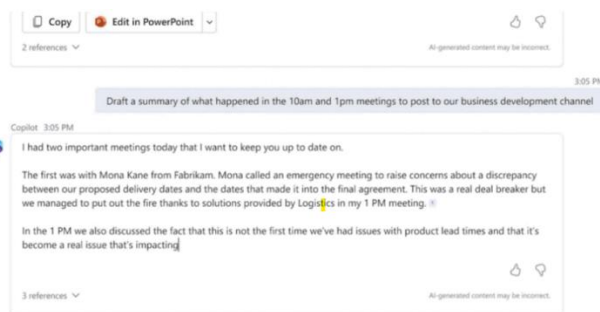 Copy Edit in PowerPoint
2 references AI-generated content may be incorrect.
3:05 PM
Draft a summary of what happened in the 10am and 1pm meetings to post to our business development channel
Copilot 3:05 PM
I had two important meetings today that I want to keep you up to date on.
The first was with Mona Kane from Fabrikam. Mona called an emergency meeting to raise concerns about a discrepancy
between our proposed delivery dates and the dates that made it into the final agreement. This was a real deal breaker but
we managed to put out the fire thanks to solutions provided by Logistics in my 1 PM meeting.
In the 1 PM we also discussed the fact that this is not the first time we've had issues with product lead times and that it's
become a real issue that's impacting
3 references AI-generated content may be incorrect.